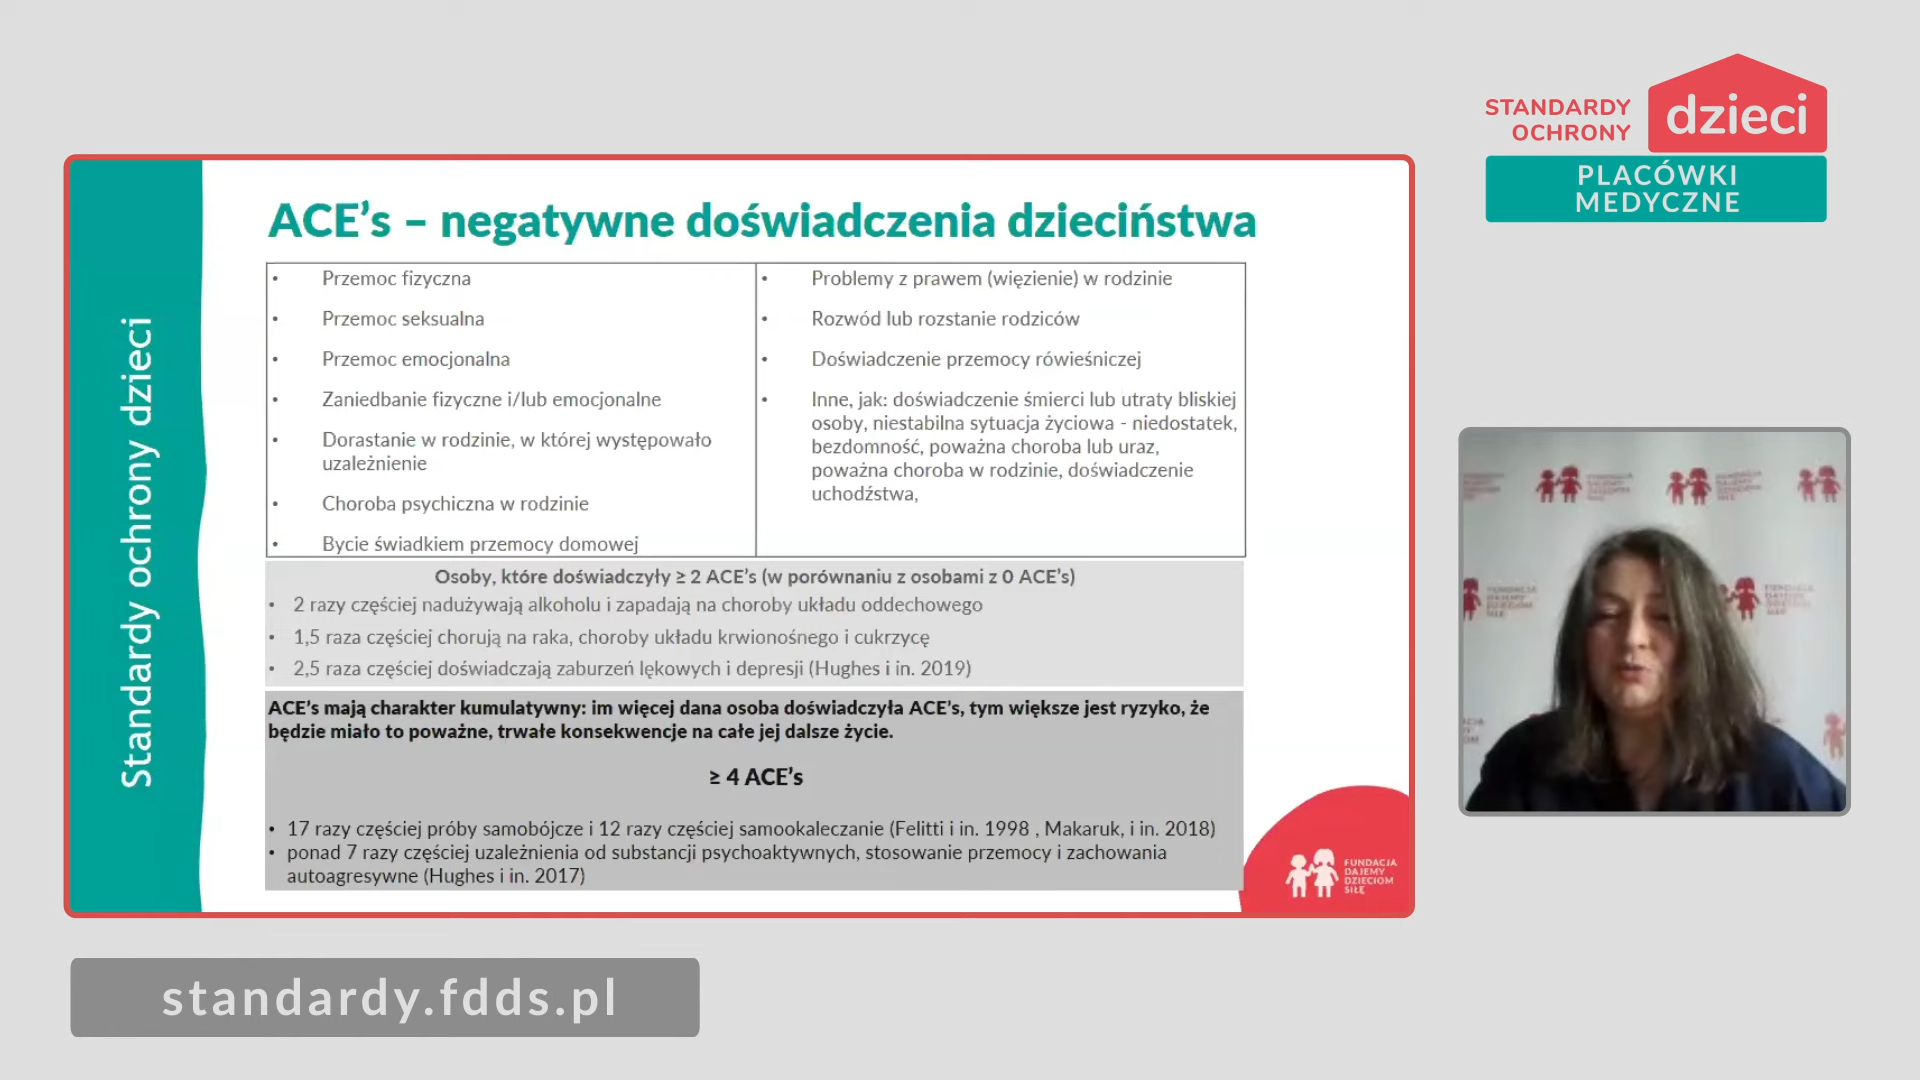 STANDARDY
OCHRONY
dzieci
PLACÓWKI
MEDYCZNE
Standardy ochrony dzieci
ACE’s – negatywne doświadczenia dzieciństwa
• Przemoc fizyczna
• Przemoc seksualna
• Przemoc emocjonalna
• Zaniedbanie fizyczne i/lub emocjonalne
• Dorastanie w rodzinie, w której występowało
uzależnienie
• Choroba psychiczna w rodzinie
• Bycie świadkiem przemocy domowej
• Problemy z prawem (więzienie) w rodzinie
• Rozwód lub rozstanie rodziców
• Doświadczenie przemocy rówieśniczej
• Inne, jak: doświadczenie śmierci lub utraty bliskiej
osoby, niestabilna sytuacja życiowa - niedostatek,
bezdomność, poważna choroba lub uraz,
poważna choroba w rodzinie, doświadczenie
uchodźstwa,
Osoby, które doświadczyły ≥ 2 ACE’s (w porównaniu z osobami z 0 ACE’s)
• 2 razy częściej nadużywają alkoholu i zapadają na choroby układu oddechowego
• 1,5 raza częściej chorują na raka, choroby układu krwionośnego i cukrzycę
• 2,5 raza częściej doświadczają zaburzeń lękowych i depresji (Hughes i in. 2019)
ACE’s mają charakter kumulatywny: im więcej dana osoba doświadczyła ACE’s, tym większe jest ryzyko, że
będzie miało to poważne, trwałe konsekwencje na całe jej dalsze życie.
≥ 4 ACE’s
• 17 razy częściej próby samobójcze i 12 razy częściej samookaleczanie (Felitti i in. 1998 , Makaruk, i in. 2018)
• ponad 7 razy częściej uzależnienia od substancji psychoaktywnych, stosowanie przemocy i zachowania
autoagresywne (Hughes i in. 2017)
FUNDACJA
DAJEMY
DZIECIOM
SIŁĘ
standardy.fdds.pl